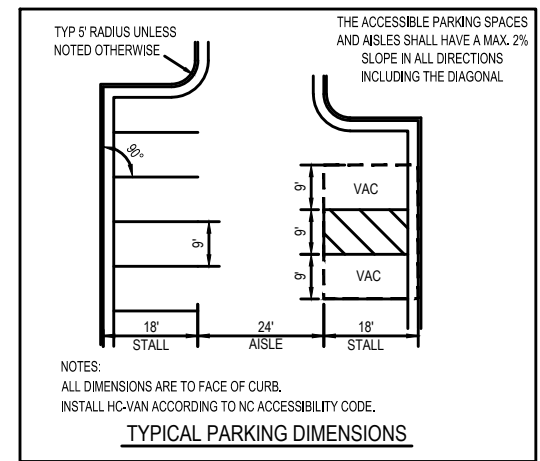 TYP 5' RADIUS UNLESS
NOTED OTHERWISE
THE ACCESSIBLE PARKING SPACES
AND AISLES SHALL HAVE A MAX. 2%
SLOPE IN ALL DIRECTIONS
INCLUDING THE DIAGONAL
90°
9'
9'
VAC
9'
9'
VAC
18'
STALL
24'
AISLE
18'
STALL
NOTES:
ALL DIMENSIONS ARE TO FACE OF CURB.
INSTALL HC-VAN ACCORDING TO NC ACCESSIBILITY CODE.
TYPICAL PARKING DIMENSIONS